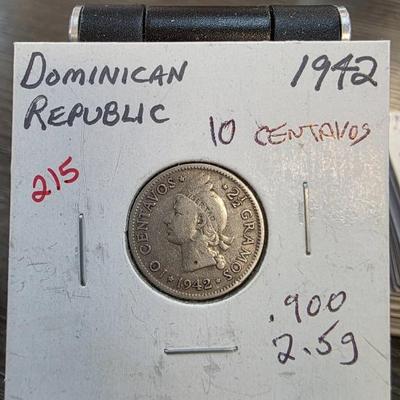 DOMINICAN 1942
REPUBLIC
10 CENTAVOS
215
10 CENTAVOS 2½ GRAMOS
1942
.900
2.5g